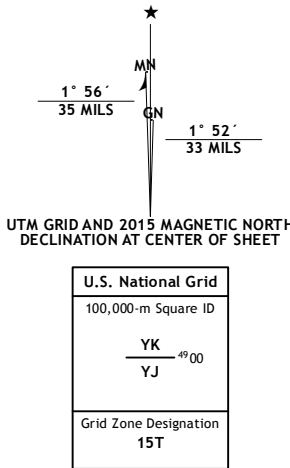 ★
MN
1° 56´
35 MILS
GN
1° 52´
33 MILS
UTM GRID AND 2015 MAGNETIC NORTH
DECLINATION AT CENTER OF SHEET
U.S. National Grid
100,000-m Square ID
YK
4900
YJ
Grid Zone Designation
15T